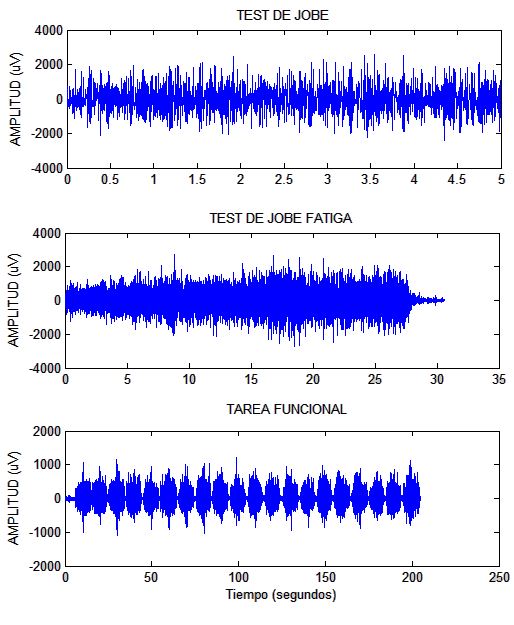 TEST DE JOBE
4000
2000
0
-2000
-4000
AMPLITUD (uV)
0 0.5 1 1.5 2 2.5 3 3.5 4 4.5 5
TEST DE JOBE FATIGA
4000
2000
0
-2000
-4000
AMPLITUD (uV)
0 5 10 15 20 25 30 35
TAREA FUNCIONAL
2000
1000
0
-1000
-2000
AMPLITUD (uV)
0 50 100 150 200 250
Tiempo (segundos)